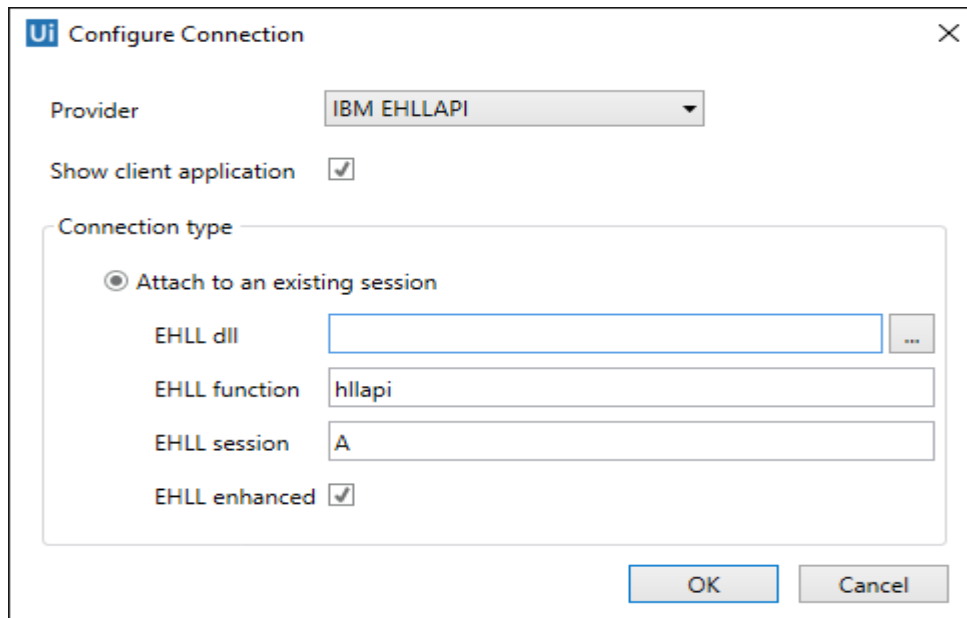 Ui Configure Connection
Provider IBM EHLLAPI
Show client application
Connection type
Attach to an existing session
EHLL dll ...
EHLL function hllapi
EHLL session A
EHLL enhanced
OK Cancel